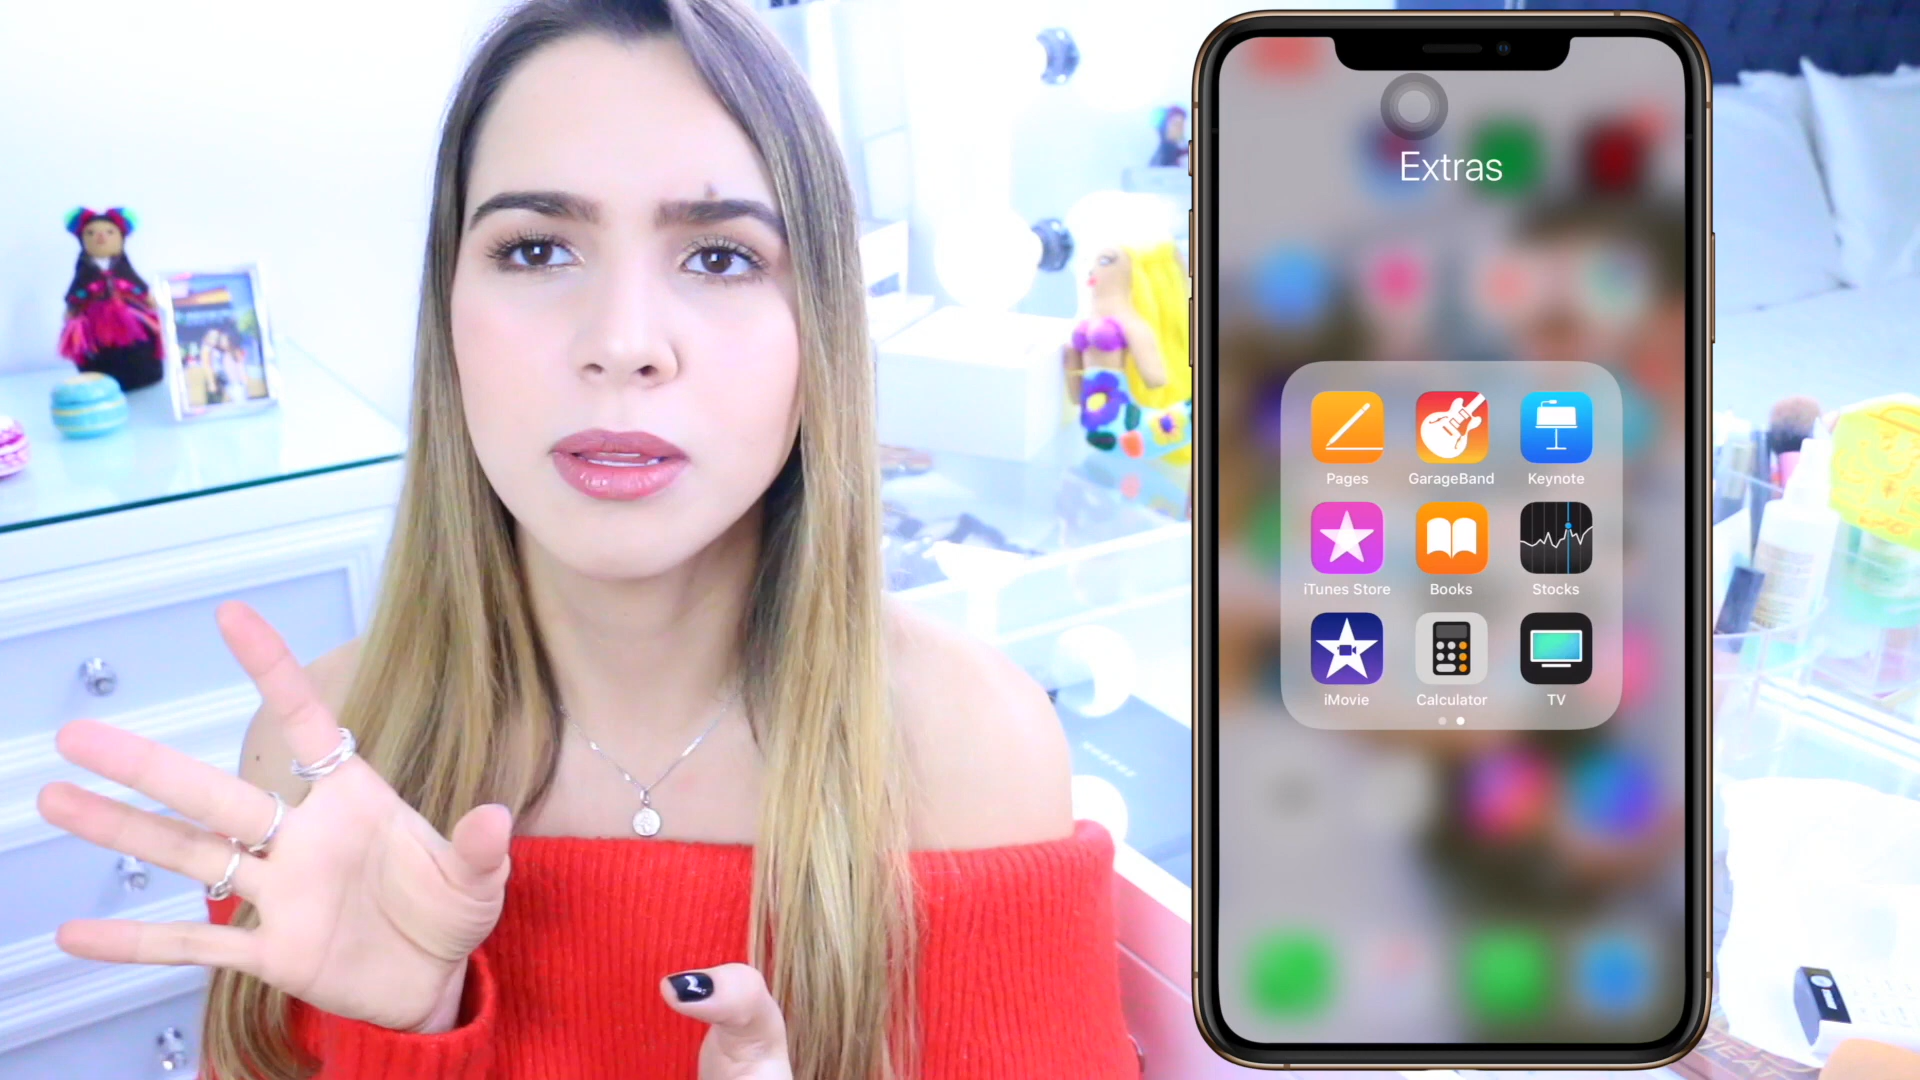 Extras
Pages GarageBand Keynote
iTunes Store Books Stocks
iMovie Calculator TV